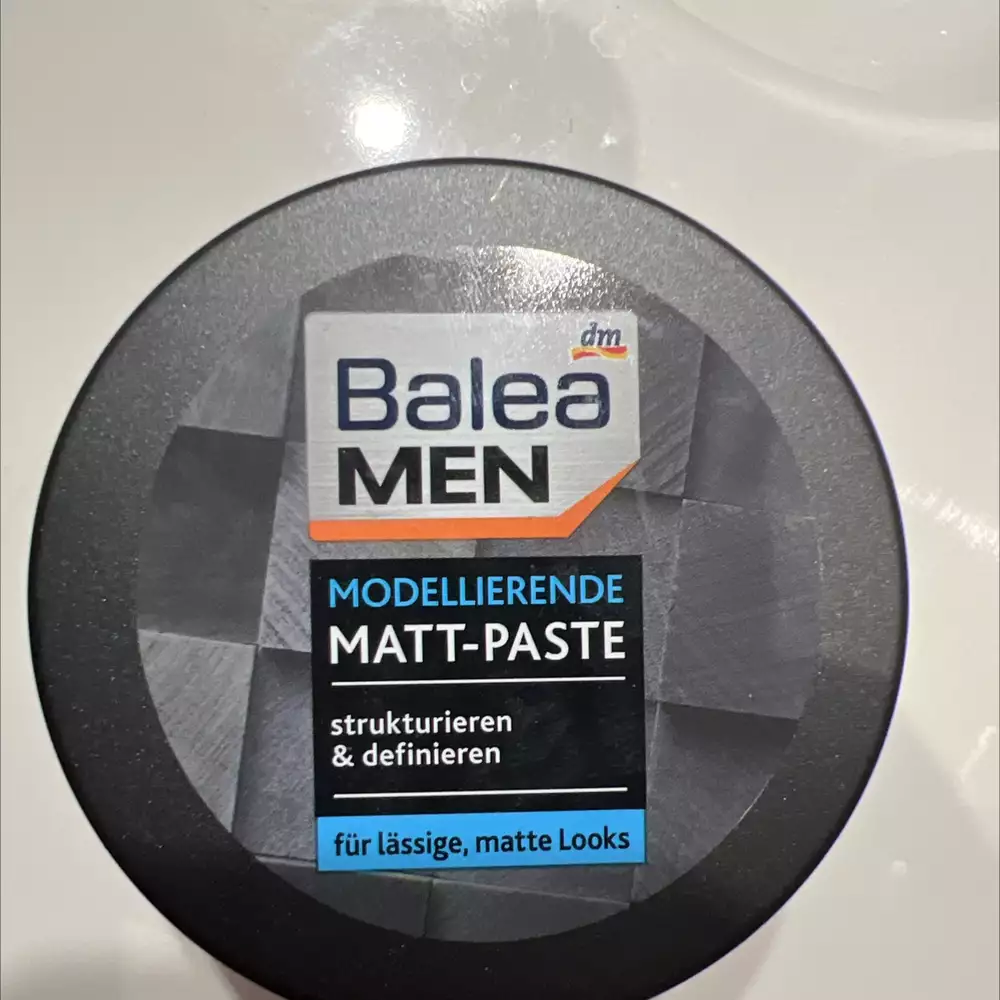 dm
Balea
MEN
MODELLIERENDE
MATT-PASTE
strukturieren
& definieren
für lässige, matte Looks